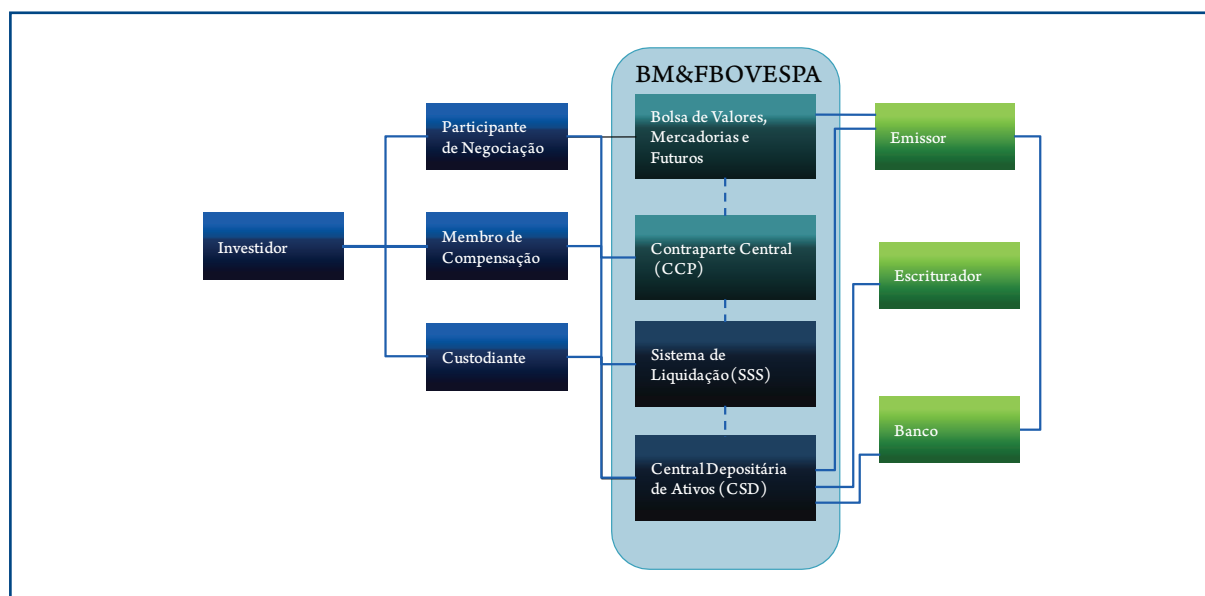 BM&FBOVESPA
Investidor
Participante
de Negociação
Membro de
Compensação
Custodiante
Bolsa de Valores,
Mercadorias e
Futuros
Contraparte Central
(CCP)
Sistema de
Liquidação (SSS)
Central Depositária
de Ativos (CSD)
Emissor
Escriturador
Banco